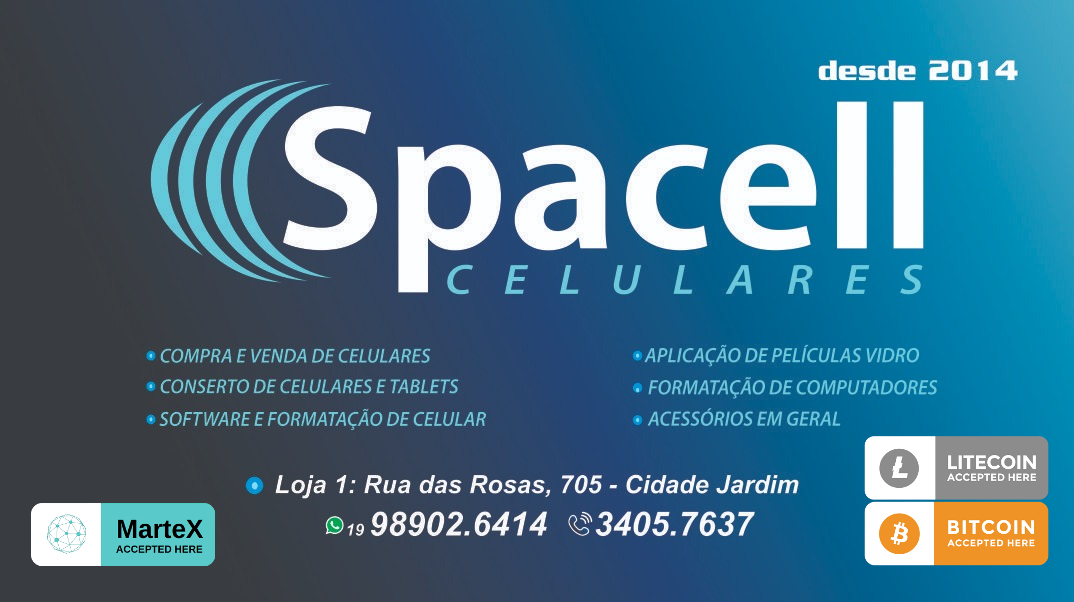 desde 2014
Spacell
CELULARES
COMPRA E VENDA DE CELULARES
CONSERTO DE CELULARES E TABLETS
SOFTWARE E FORMATAÇÃO DE CELULAR
APLICAÇÃO DE PELÍCULAS VIDRO
FORMATAÇÃO DE COMPUTADORES
ACESSÓRIOS EM GERAL
Loja 1: Rua das Rosas, 705 - Cidade Jardim
19 98902.6414 3405.7637
MarteX
ACCEPTED HERE
LITECOIN
ACCEPTED HERE
BITCOIN
ACCEPTED HERE